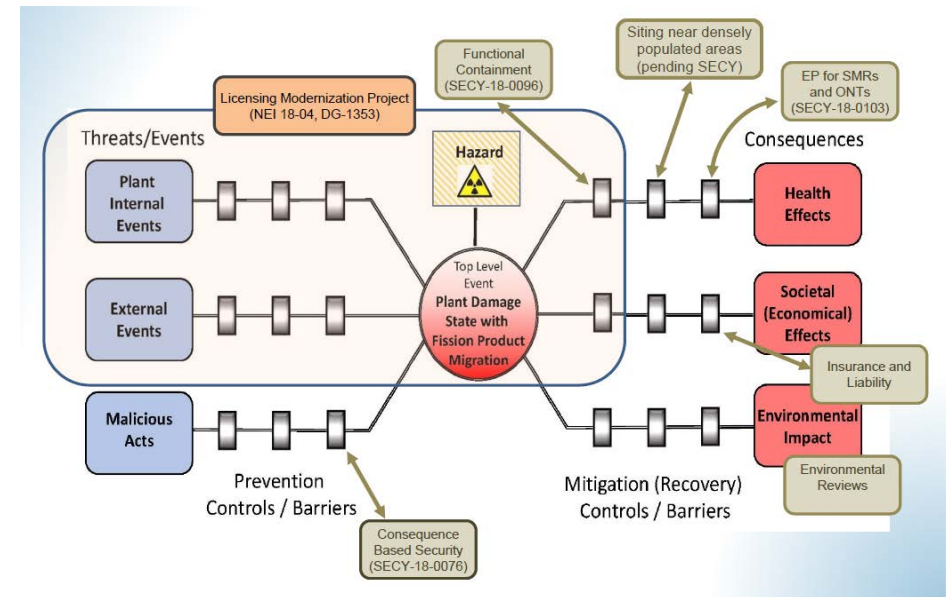 Functional
Containment
(SECY-18-0096)
Siting near densely
populated areas
(pending SECY)
EP for SMRs
and ONTs
(SECY-18-0103)
Licensing Modernization Project
(NEI 18-04, DG-1353)
Threats/Events
Hazard
Consequences
Plant
Internal
Events
Health
Effects
Top Level
Event
Plant Damage
State with
Fission Product
Migration
External
Events
Societal
(Economical)
Effects
Insurance and
Liability
Malicious
Acts
Environmental
Impact
Prevention
Controls / Barriers
Mitigation (Recovery)
Controls / Barriers
Environmental
Reviews
Consequence
Based Security
(SECY-18-0076)